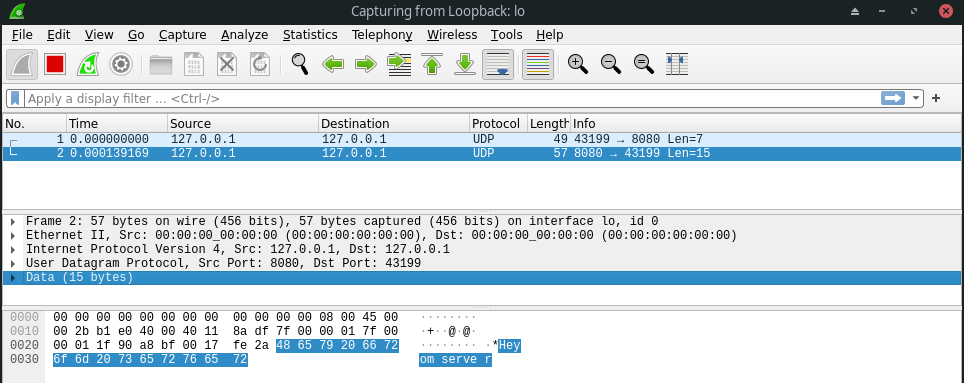 Capturing from Loopback: lo
File Edit View Go Capture Analyze Statistics Telephony Wireless Tools Help
Apply a display filter … <Ctrl-/>
No. Time Source Destination Protocol Length Info
1 0.000000000 127.0.0.1 127.0.0.1 UDP 49 43199 → 8080 Len=7
2 0.000139169 127.0.0.1 127.0.0.1 UDP 57 8080 → 43199 Len=15
Frame 2: 57 bytes on wire (456 bits), 57 bytes captured (456 bits) on interface lo, id 0
Ethernet II, Src: 00:00:00_00:00:00 (00:00:00:00:00:00), Dst: 00:00:00_00:00:00 (00:00:00:00:00:00)
Internet Protocol Version 4, Src: 127.0.0.1, Dst: 127.0.0.1
User Datagram Protocol, Src Port: 8080, Dst Port: 43199
Data (15 bytes)
0000 00 00 00 00 00 00 00 00 00 00 00 00 08 00 45 00 ········
0010 00 2b b1 e0 40 00 40 11 8a df 7f 00 00 01 7f 00 ·+··@·@·
0020 00 01 1f 90 a8 bf 00 17 fe 2a 48 65 79 20 66 72 ········ ·*Hey
0030 6f 6d 20 73 65 72 76 65 72 om serve r